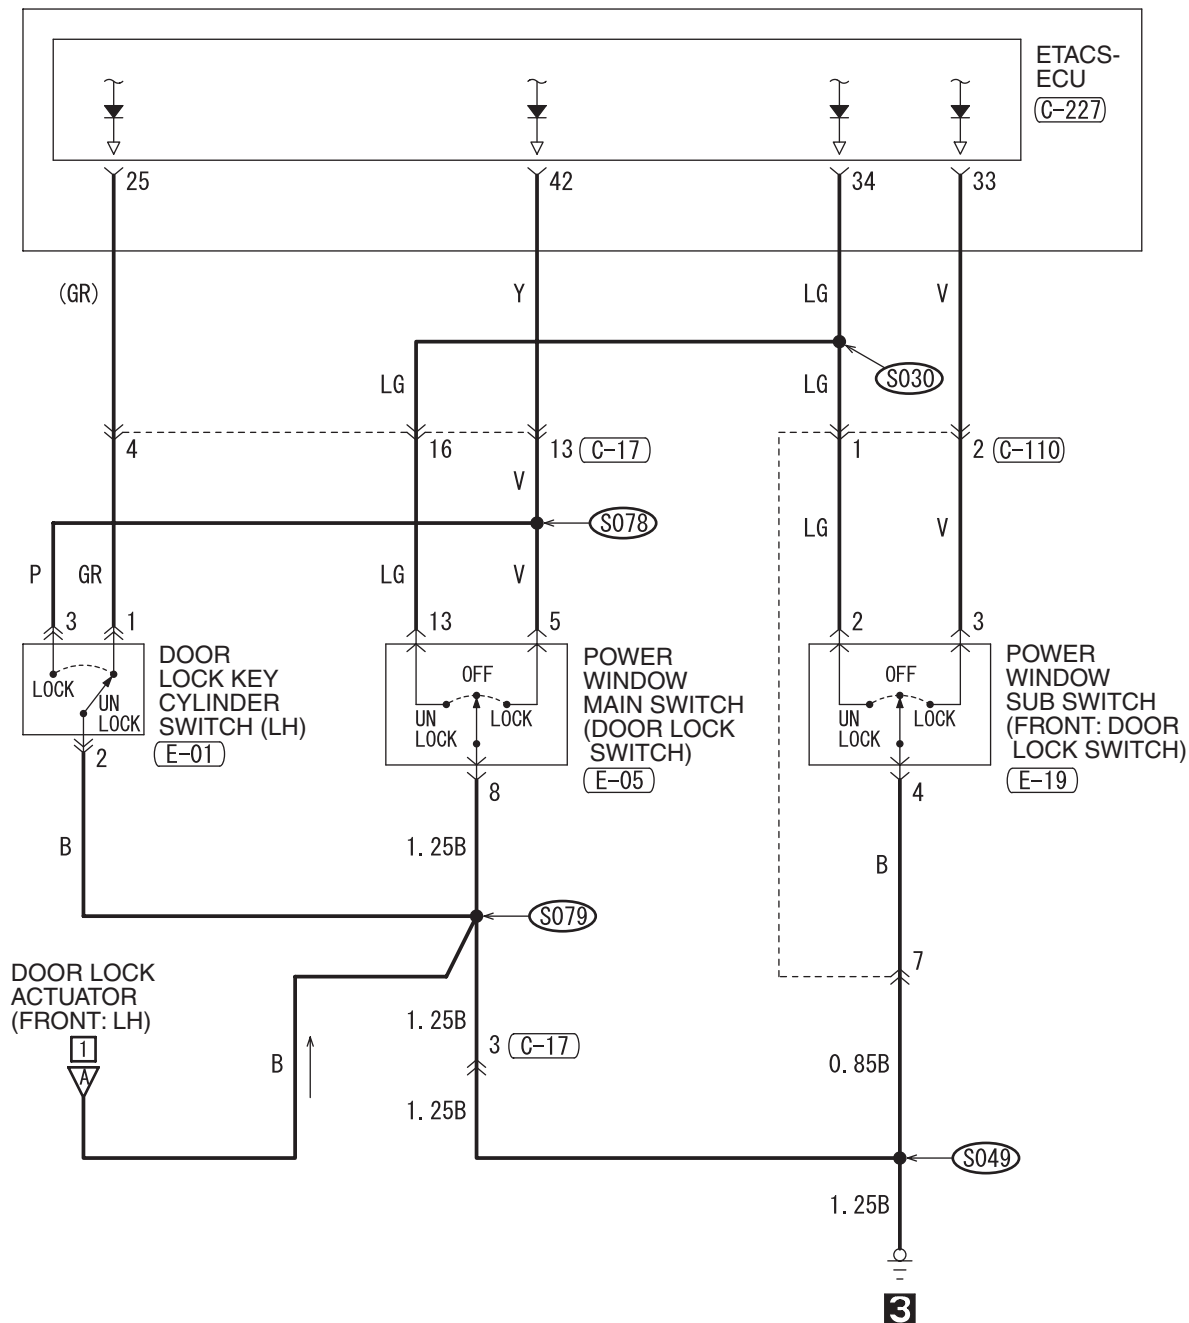 ETACS-
ECU
C-227
25
42
34
33
(GR)
Y
LG
V
S030
LG
LG
4
16
13
C-17
1
2
C-110
V
S078
LG
V
P
GR
LG
V
3
1
13
5
2
3
LOCK
UN
LOCK
DOOR
LOCK KEY
CYLINDER
SWITCH (LH)
E-01
OFF
UN
LOCK
LOCK
POWER
WINDOW
MAIN SWITCH
(DOOR LOCK
SWITCH)
E-05
OFF
UN
LOCK
LOCK
POWER
WINDOW
SUB SWITCH
(FRONT: DOOR
LOCK SWITCH)
E-19
2
8
4
B
1.25B
B
S079
7
DOOR LOCK
ACTUATOR
(FRONT: LH)
1
A
B
1.25B
3
C-17
0.85B
1.25B
S049
1.25B
3